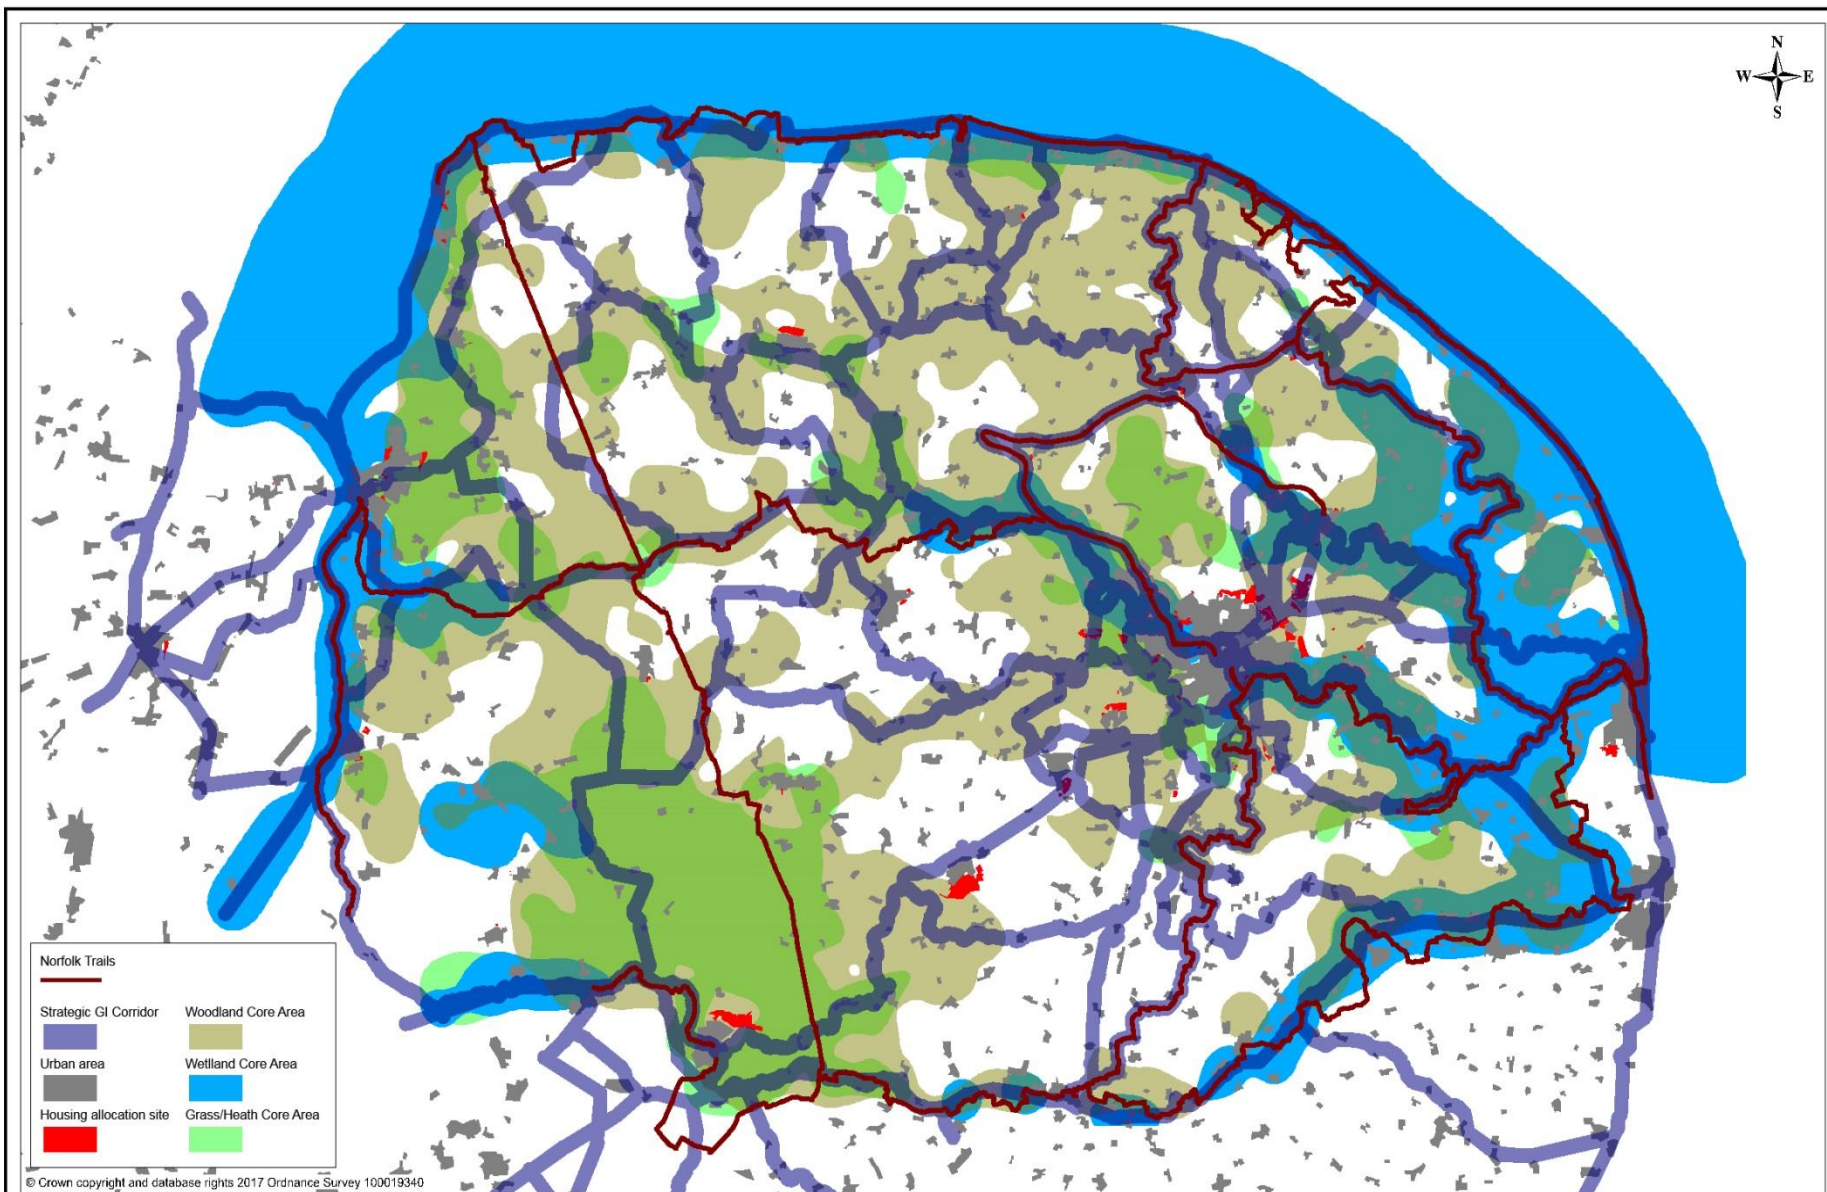 N
W E
S
Norfolk Trails
Strategic GI Corridor
Woodland Core Area
Urban area
Wetlland Core Area
Housing allocation site
Grass/Heath Core Area
© Crown copyright and database rights 2017 Ordnance Survey 100019340